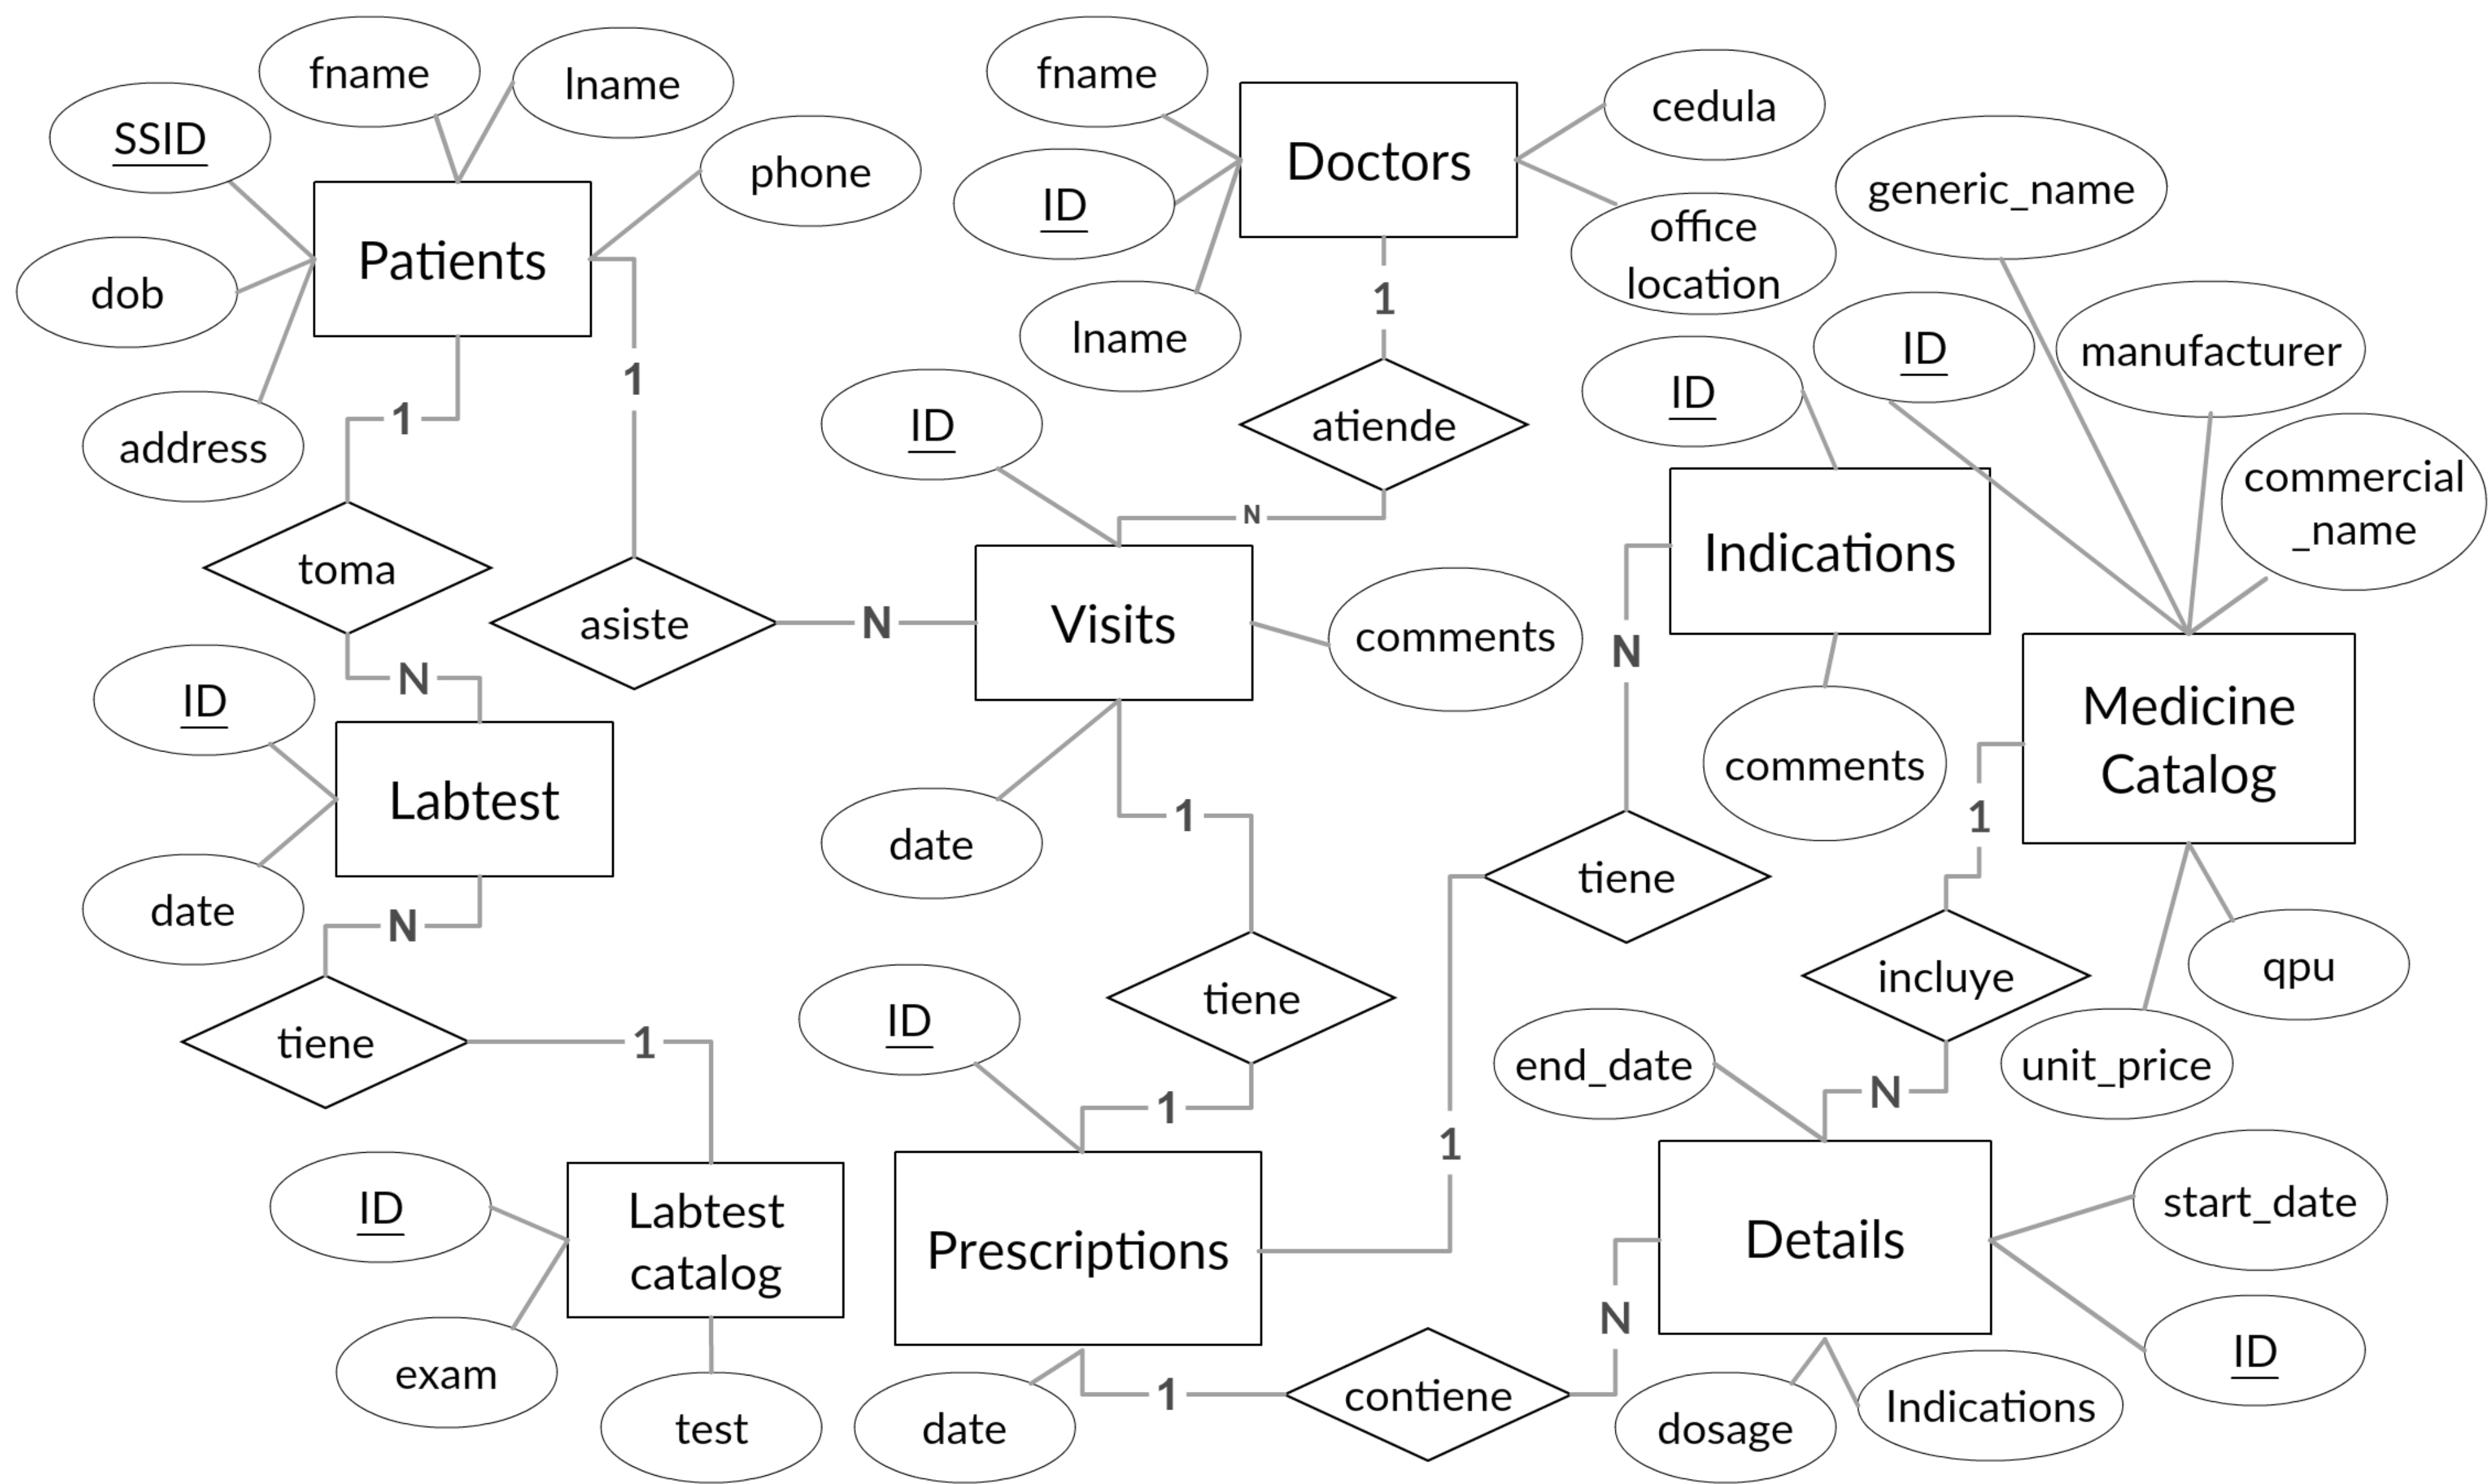 fname
lname
SSID
phone
Patients
dob
address
1
1
toma
asiste
N
N
ID
Labtest
date
N
tiene
1
ID
Labtest
catalog
exam
test
fname
Doctors
cedula
ID
office
location
lname
1
atiende
N
ID
Visits
comments
date
1
tiene
1
ID
Prescriptions
date
1
contiene
N
1
tiene
N
ID
Indications
comments
generic_name
ID
manufacturer
commercial
_name
Medicine
Catalog
1
qpu
unit_price
incluye
N
end_date
Details
start_date
ID
dosage
Indications